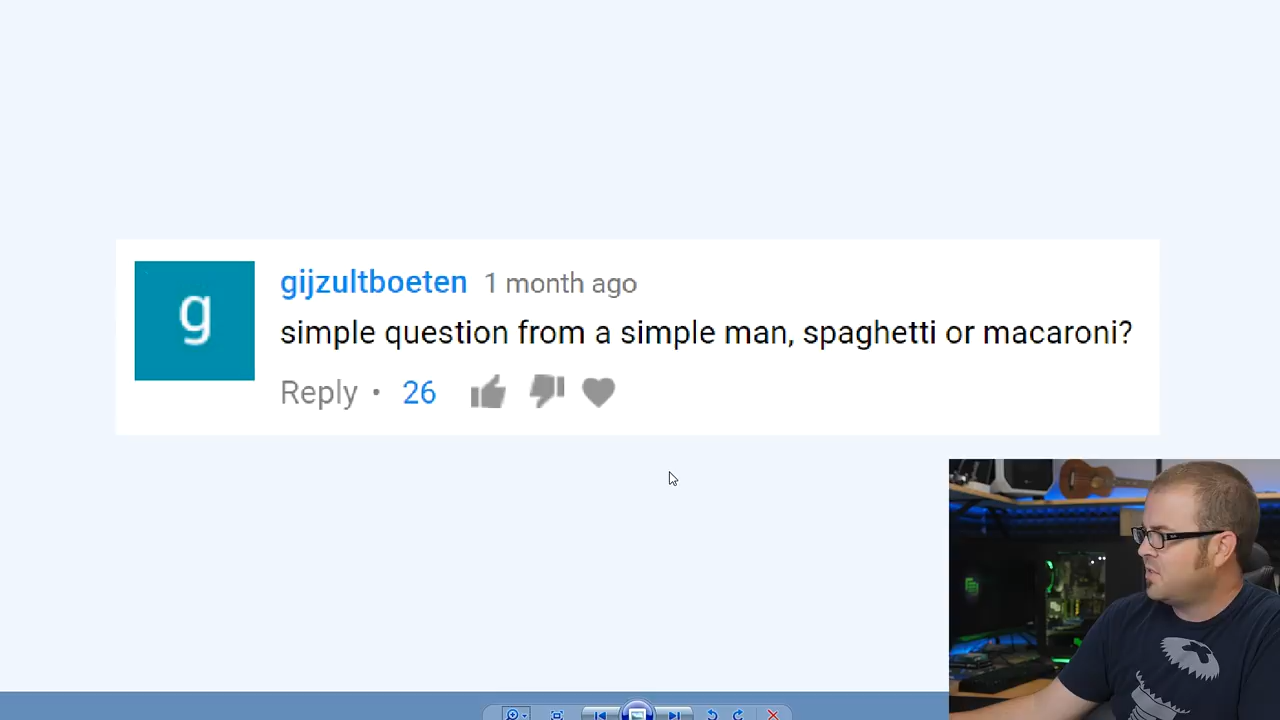 g
gijzultboeten 1 month ago
simple question from a simple man, spaghetti or macaroni?
Reply • 26